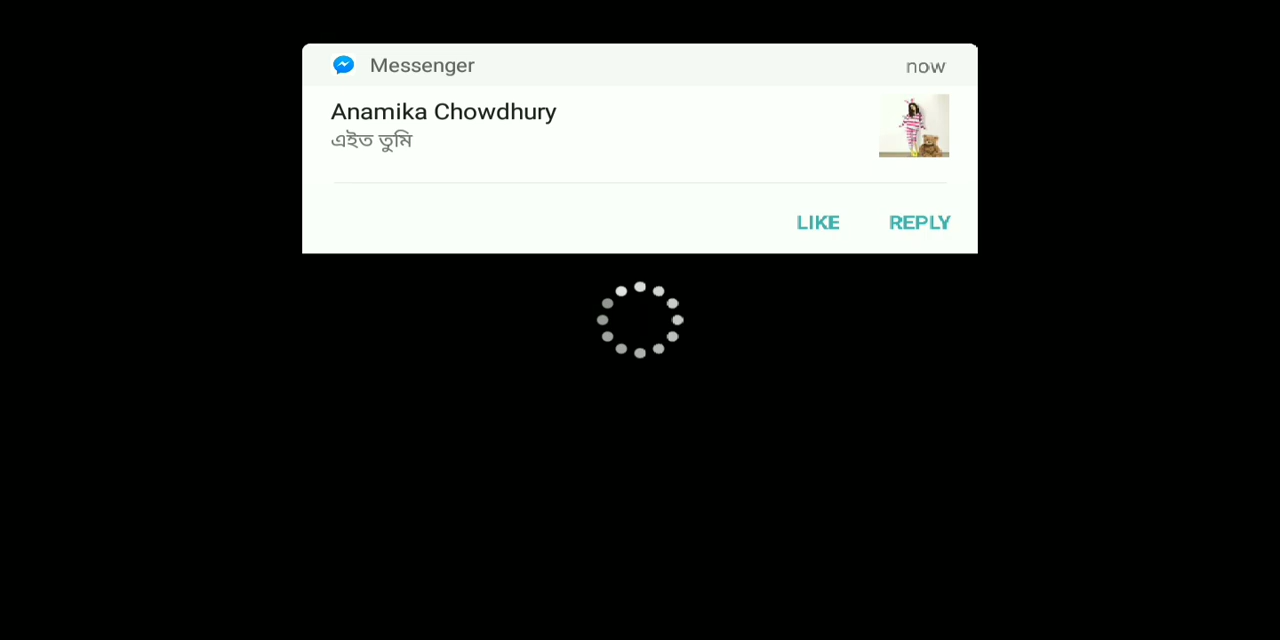 Messenger
now
Anamika Chowdhury
এইত তুমি
LIKE
REPLY